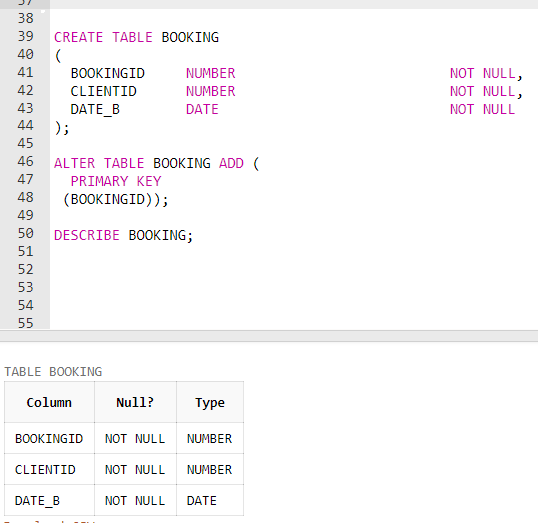 37
38
39 CREATE TABLE BOOKING
40 (
41 BOOKINGID NUMBER NOT NULL,
42 CLIENTID NUMBER NOT NULL,
43 DATE_B DATE NOT NULL
44 );
45
46 ALTER TABLE BOOKING ADD (
47 PRIMARY KEY
48 (BOOKINGID));
49
50 DESCRIBE BOOKING;
51
52
53
54
55
TABLE BOOKING
Column Null? Type
BOOKINGID NOT NULL NUMBER
CLIENTID NOT NULL NUMBER
DATE_B NOT NULL DATE